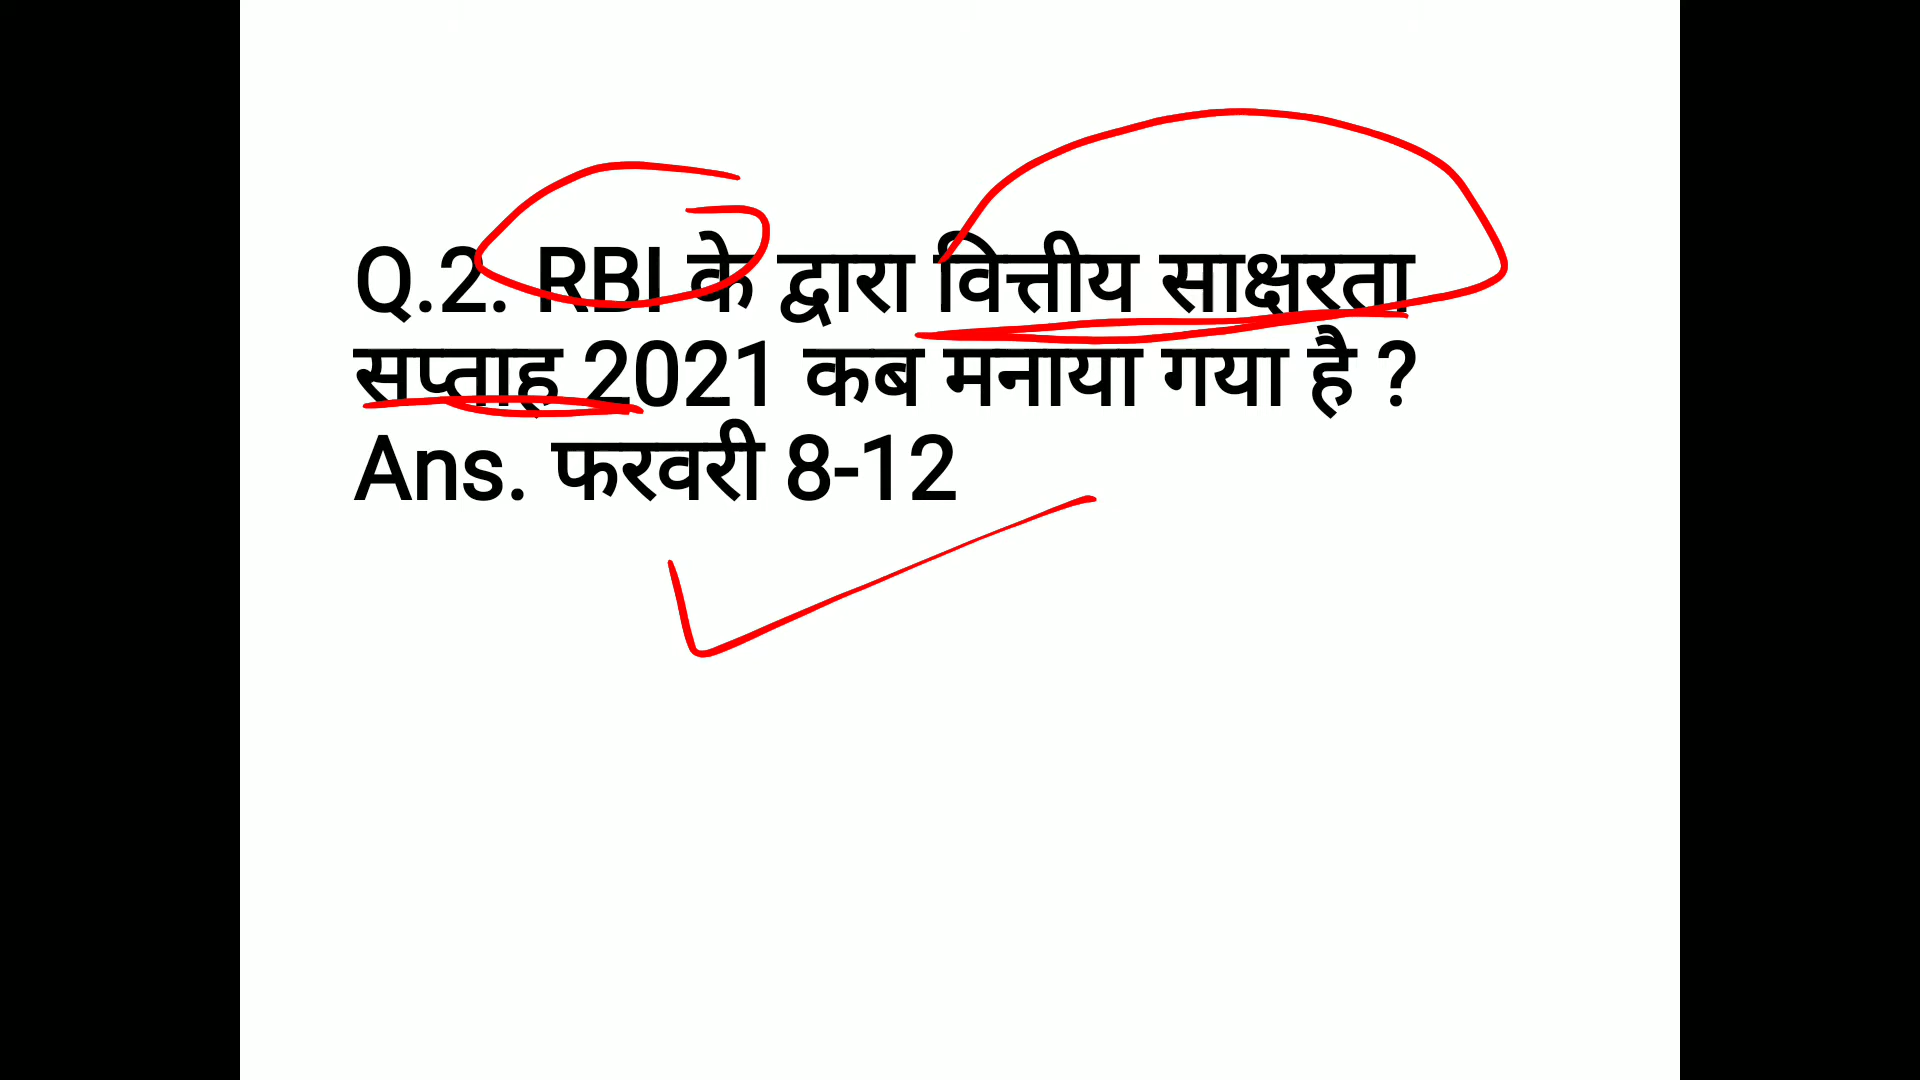 Q.2. RBI के द्वारा वित्तीय साक्षरता
सप्ताह 2021 कब मनाया गया है ?
Ans. फरवरी 8-12